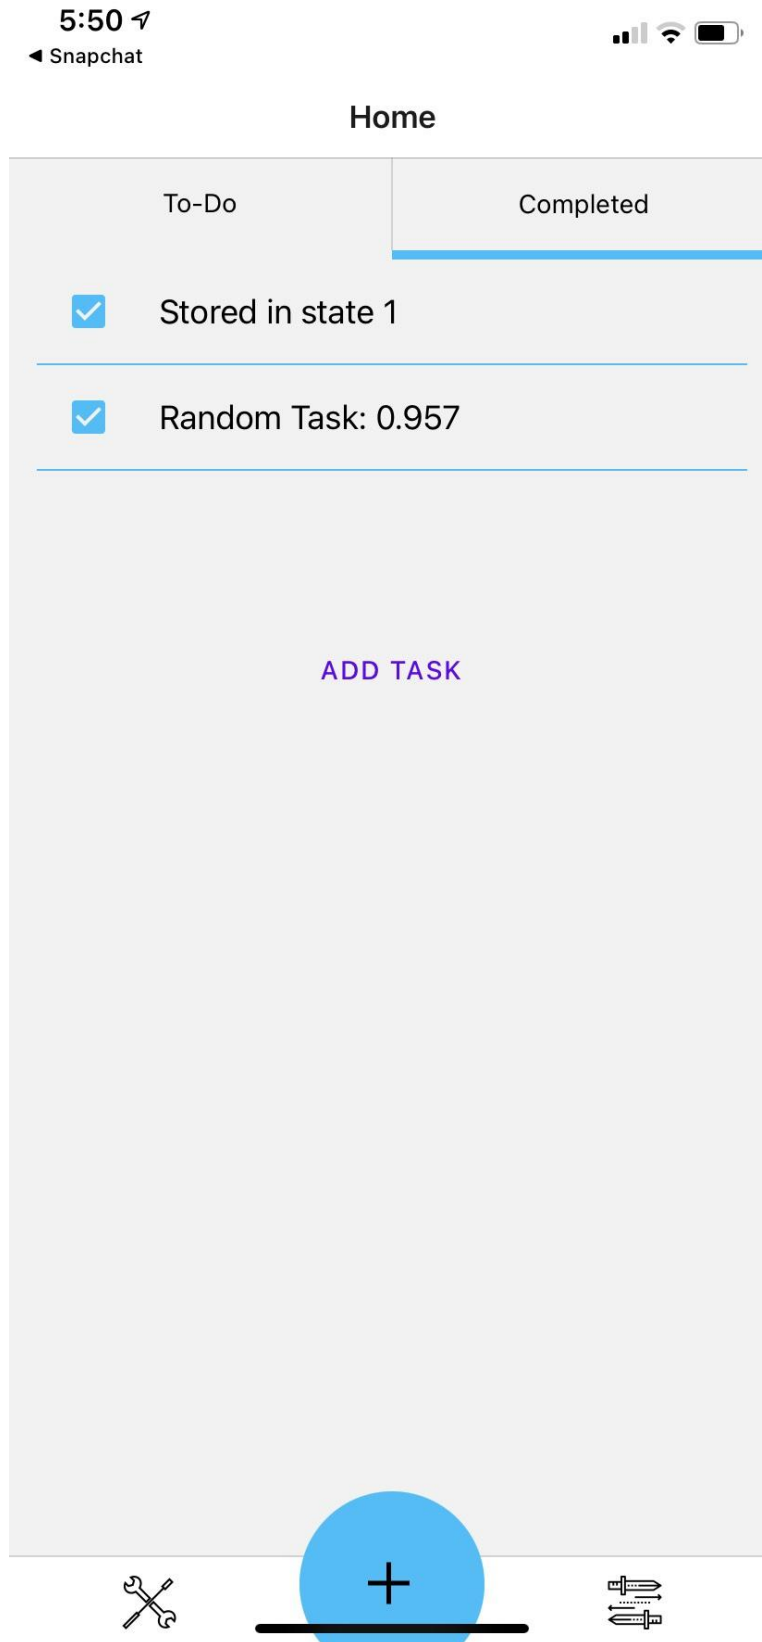 5:50
◀ Snapchat
Home
To-Do
Completed
Stored in state 1
Random Task: 0.957
ADD TASK
+